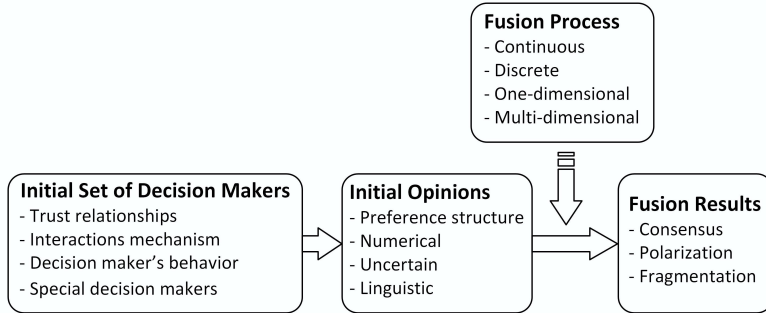 Fusion Process
- Continuous
- Discrete
- One-dimensional
- Multi-dimensional
Initial Set of Decision Makers
- Trust relationships
- Interactions mechanism
- Decision maker's behavior
- Special decision makers
Initial Opinions
- Preference structure
- Numerical
- Uncertain
- Linguistic
Fusion Results
- Consensus
- Polarization
- Fragmentation